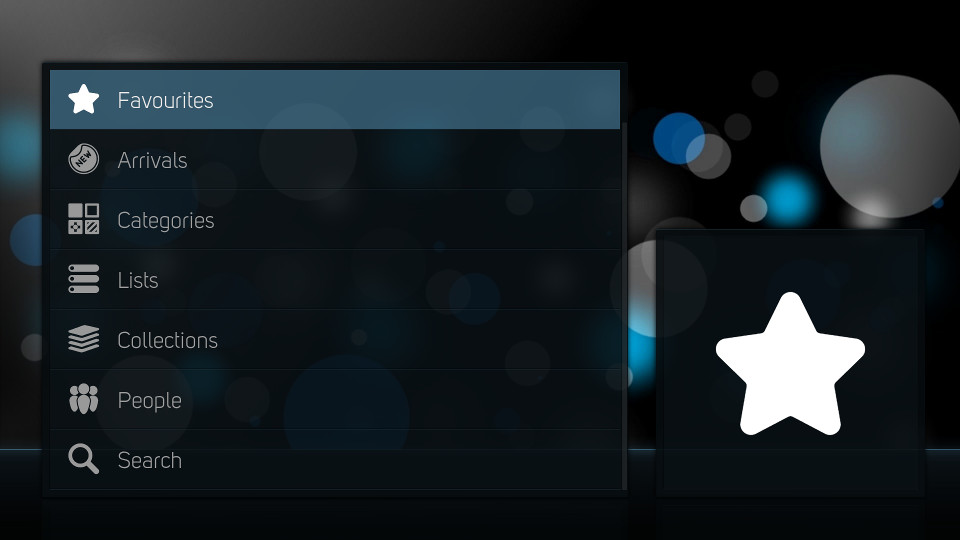 Favourites
NEW
Arrivals
Categories
Lists
Collections
People
Search